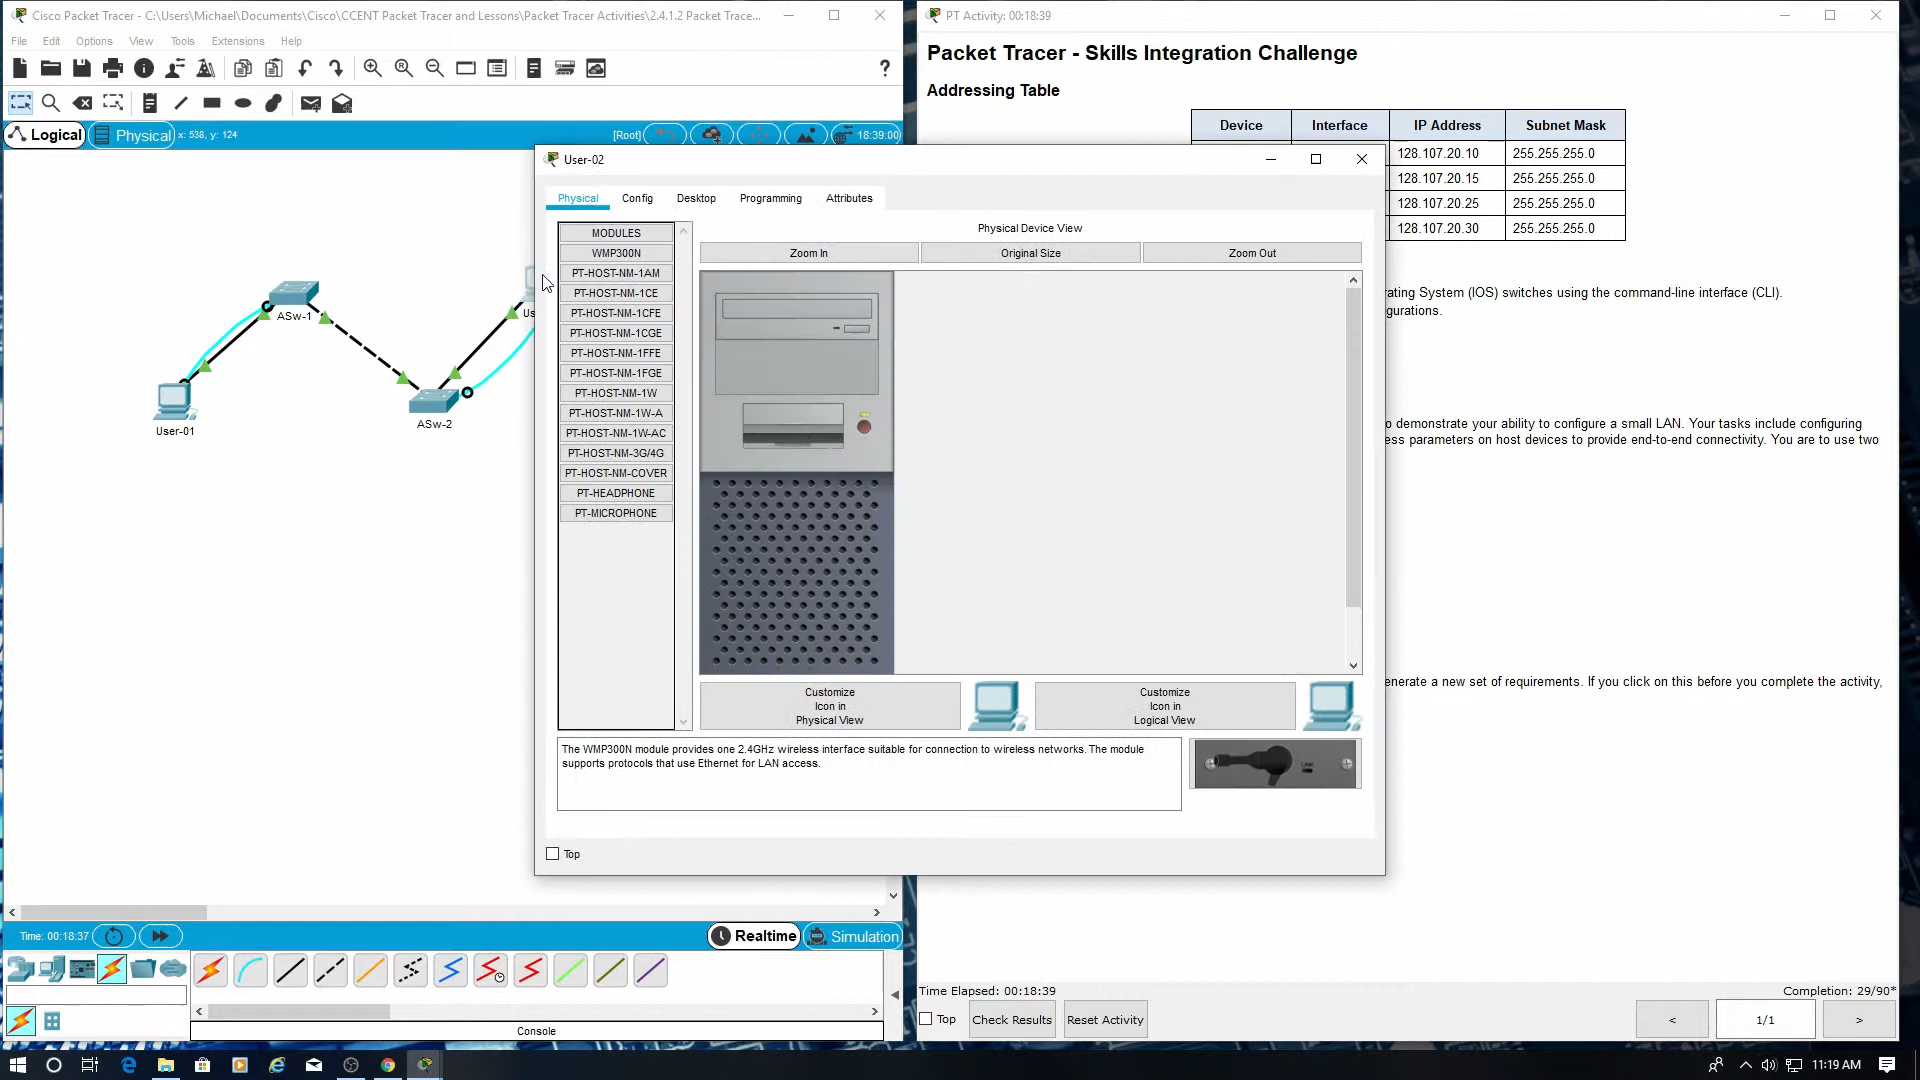 Cisco Packet Tracer - C:\Users\Michael\Documents\Cisco\CCENT Packet Tracer and Lessons\Packet Tracer Activities\2.4.1.2 Packet Trace...
File Edit Options View Tools Extensions Help
?
Logical
Physical
x: 538, y: 124
[Root]
18:39:00
ASw-1
User-01
ASw-2
Us
User-02
Physical Config Desktop Programming Attributes
MODULES
WMP300N
PT-HOST-NM-1AM
PT-HOST-NM-1CE
PT-HOST-NM-1CFE
PT-HOST-NM-1CGE
PT-HOST-NM-1FFE
PT-HOST-NM-1FGE
PT-HOST-NM-1W
PT-HOST-NM-1W-A
PT-HOST-NM-1W-AC
PT-HOST-NM-3G/4G
PT-HOST-NM-COVER
PT-HEADPHONE
PT-MICROPHONE
Physical Device View
Zoom In Original Size Zoom Out
Customize
Icon in
Physical View
Customize
Icon in
Logical View
The WMP300N module provides one 2.4GHz wireless interface suitable for connection to wireless networks. The module
supports protocols that use Ethernet for LAN access.
Top
Time: 00:18:37
Realtime
Simulation
Console
PT Activity: 00:18:39
Packet Tracer - Skills Integration Challenge
Addressing Table
Device Interface IP Address Subnet Mask
128.107.20.10 255.255.255.0
128.107.20.15 255.255.255.0
128.107.20.25 255.255.255.0
128.107.20.30 255.255.255.0
rating System (IOS) switches using the command-line interface (CLI).
gurations.
o demonstrate your ability to configure a small LAN. Your tasks include configuring
ess parameters on host devices to provide end-to-end connectivity. You are to use two
enerate a new set of requirements. If you click on this before you complete the activity,
Time Elapsed: 00:18:39
Completion: 29/90*
Top
Check Results
Reset Activity
<
1/1
>
11:19 AM